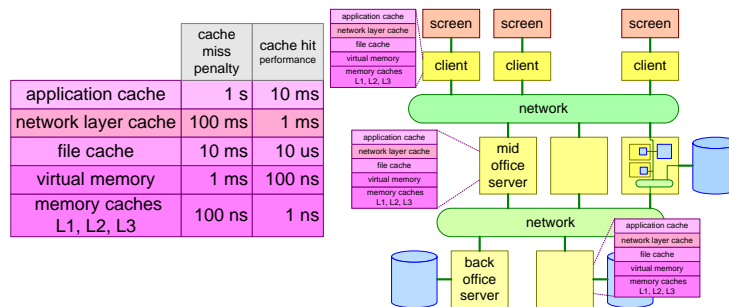 cache
miss
penalty
cache hit
performance
application cache
1 s
10 ms
network layer cache
100 ms
1 ms
file cache
10 ms
10 us
virtual memory
1 ms
100 ns
memory caches
L1, L2, L3
100 ns
1 ns
application cache
network layer cache
file cache
virtual memory
memory caches
L1, L2, L3
screen
screen
screen
client
client
client
network
application cache
network layer cache
file cache
virtual memory
memory caches
L1, L2, L3
mid
office
server
network
back
office
server
application cache
network layer cache
file cache
virtual memory
memory caches
L1, L2, L3